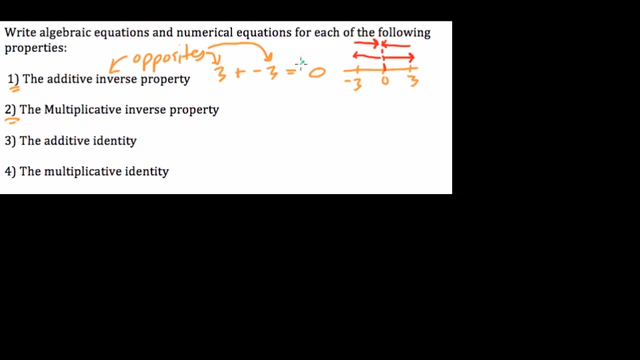 Write algebraic equations and numerical equations for each of the following
properties:
opposites
1) The additive inverse property 3 + -3 = 0
-3 0 3
2) The Multiplicative inverse property
3) The additive identity
4) The multiplicative identity